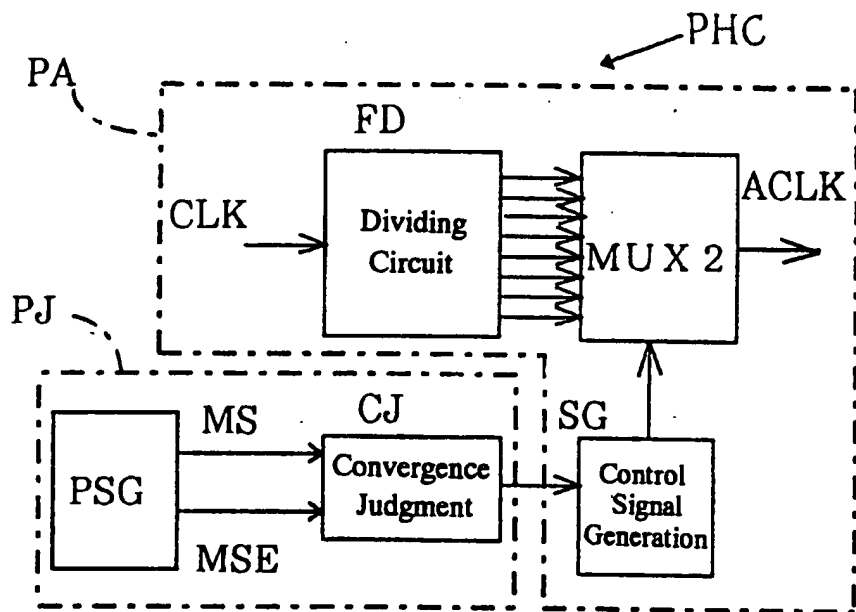 PHC
PA
FD
CLK
Dividing
Circuit
MUX 2
ACLK
PJ
PSG
MS
MSE
CJ
Convergence
Judgment
SG
Control
Signal
Generation